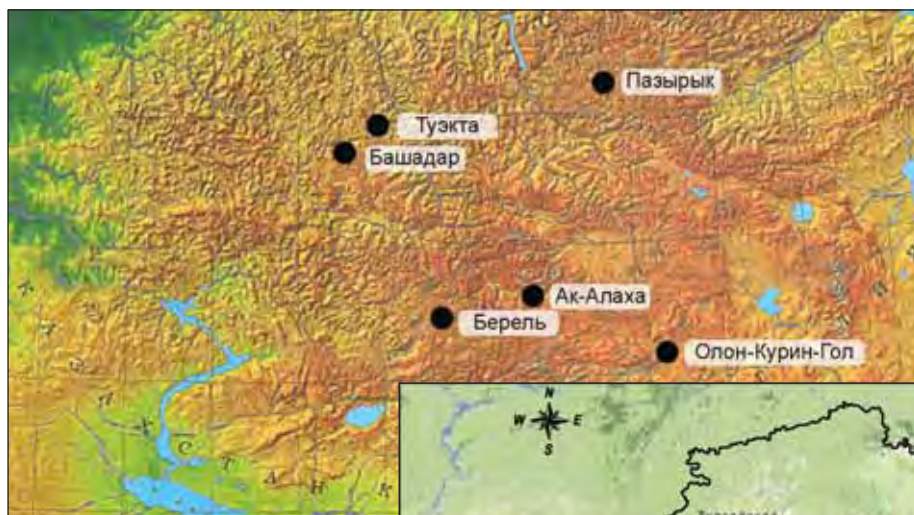 Пазырык
Туэкта
Башадар
Ак-Алаха
Берель
Олон-Курин-Гол
N
W E
S